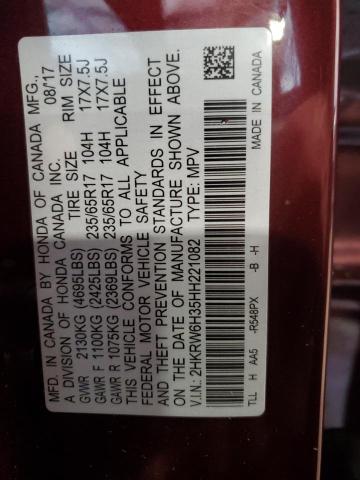 MFD. IN CANADA BY HONDA OF CANADA MFG., 08/17
A DIVISION OF HONDA CANADA INC.
TIRE SIZE RIM SIZE
GVWR 2130KG (4695LBS)
GAWR F 1100KG (2425LBS) 235/65R17 104H 17X7.5J
GAWR R 1075KG (2369LBS) 235/65R17 104H 17X7.5J
THIS VEHICLE CONFORMS TO ALL APPLICABLE
FEDERAL MOTOR VEHICLE SAFETY
AND THEFT PREVENTION STANDARDS IN EFFECT
ON THE DATE OF MANUFACTURE SHOWN ABOVE.
V.I.N.: 2HKRW6H35HH221082 TYPE: MPV
TLL H AA5 -R548PX -B -H MADE IN CANADA